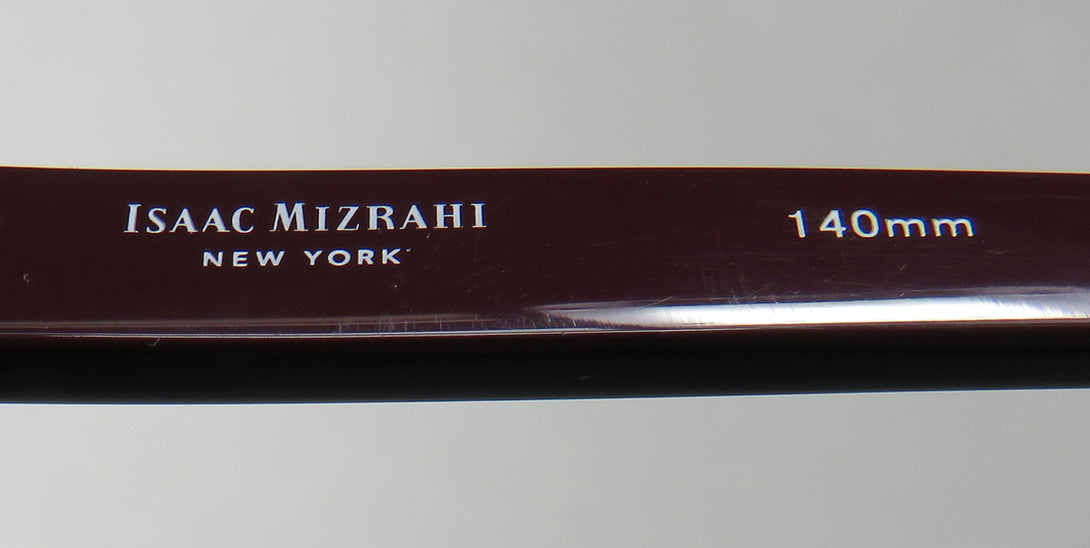 ISAAC MIZRAHI
NEW YORK
140mm